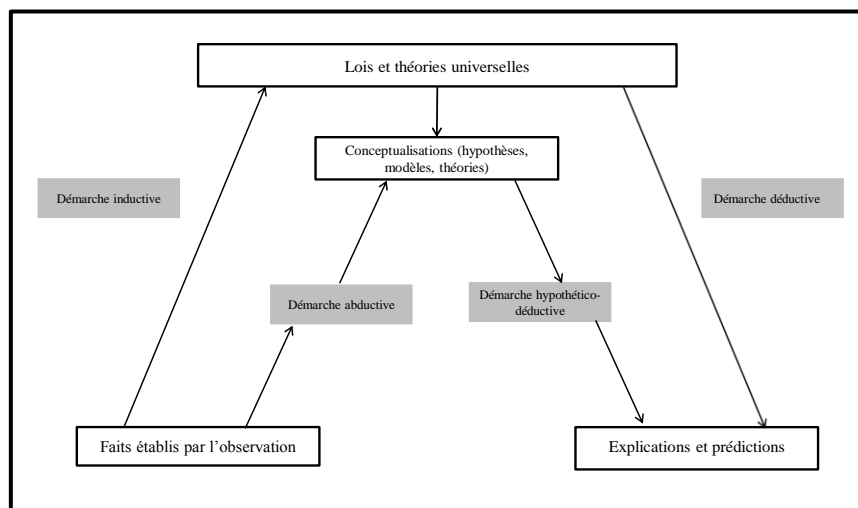 Lois et théories universelles
Conceptualisations (hypothèses,
modèles, théories)
Démarche inductive
Démarche déductive
Démarche abductive
Démarche hypothético-
déductive
Faits établis par l’observation
Explications et prédictions